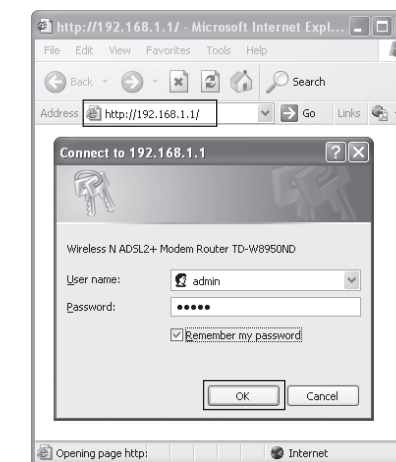 http://192.168.1.1/ - Microsoft Internet Expl...
File Edit View Favorites Tools Help
Back Search
Address http://192.168.1.1/ Go Links
Connect to 192.168.1.1
Wireless N ADSL2+ Modem Router TD-W8950ND
User name: admin
Password: •••••
Remember my password
OK Cancel
Opening page http: Internet